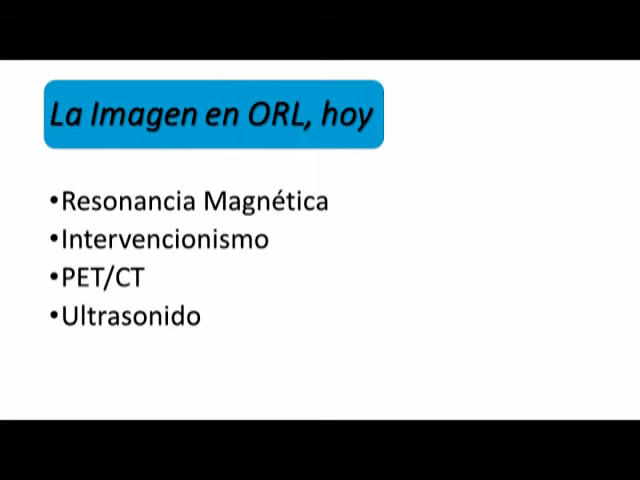 La Imagen en ORL, hoy
•Resonancia Magnética
•Intervencionismo
•PET/CT
•Ultrasonido